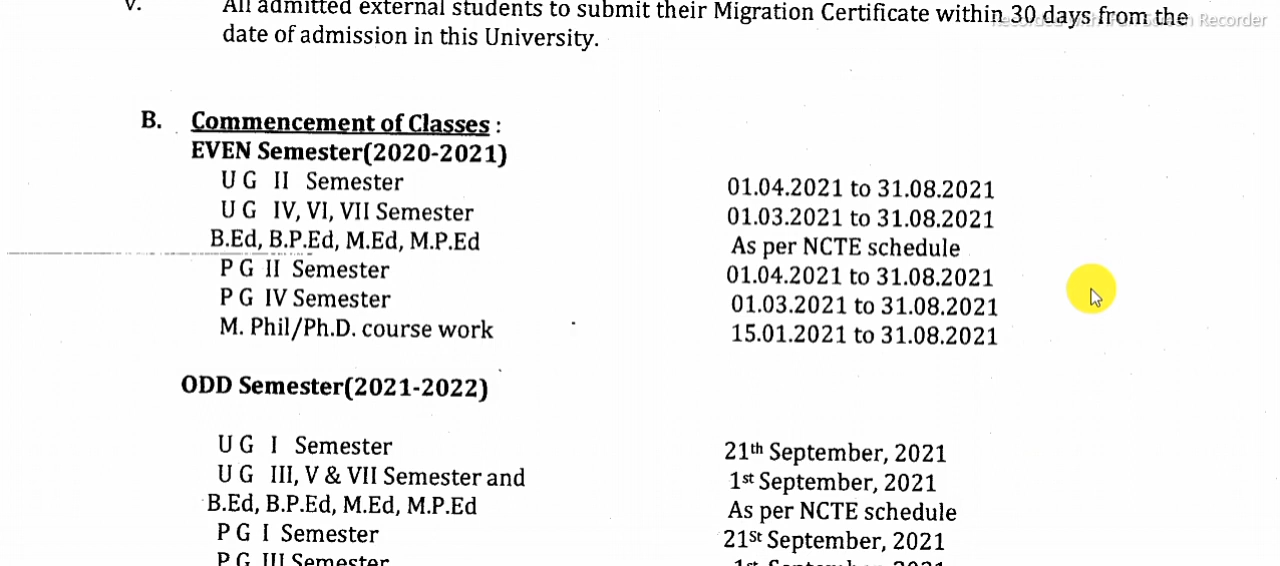 v. All admitted external students to submit their Migration Certificate within 30 days from the
Recorder
date of admission in this University.
B. Commencement of Classes :
EVEN Semester(2020-2021)
U G II Semester 01.04.2021 to 31.08.2021
U G IV, VI, VII Semester 01.03.2021 to 31.08.2021
B.Ed, B.P.Ed, M.Ed, M.P.Ed As per NCTE schedule
P G II Semester 01.04.2021 to 31.08.2021
P G IV Semester 01.03.2021 to 31.08.2021
M. Phil/Ph.D. course work 15.01.2021 to 31.08.2021
ODD Semester(2021-2022)
U G I Semester 21th September, 2021
U G III, V & VII Semester and 1st September, 2021
B.Ed, B.P.Ed, M.Ed, M.P.Ed As per NCTE schedule
P G I Semester 21St September, 2021
P G III Semester 1st September, 2021